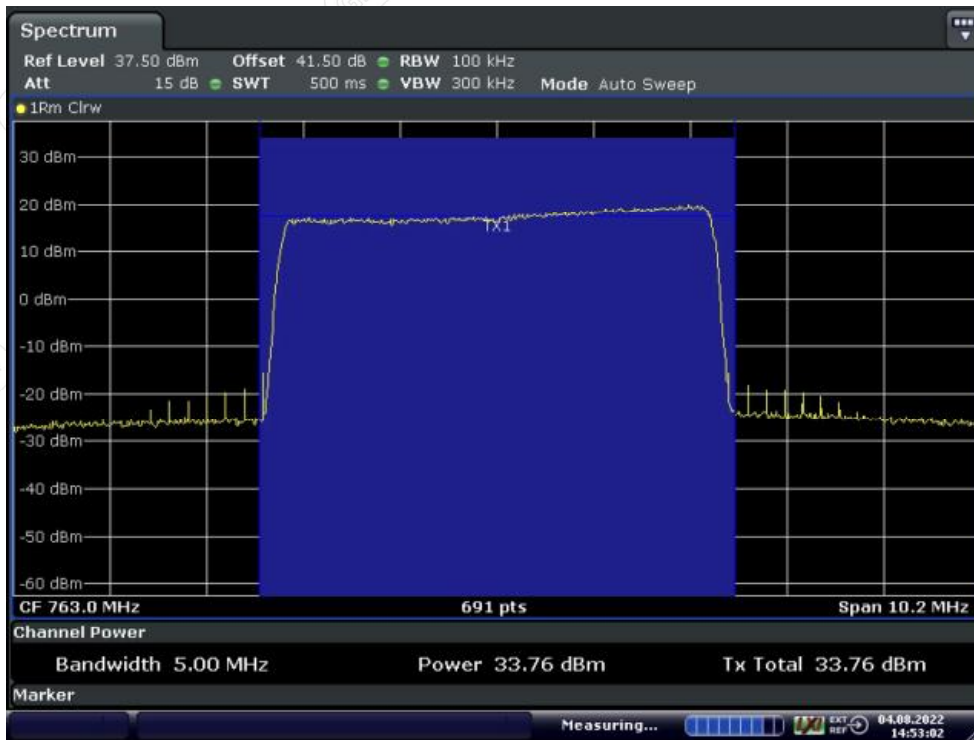 Spectrum
Ref Level 37.50 dBm Offset 41.50 dB RBW 100 kHz
Att 15 dB SWT 500 ms VBW 300 kHz Mode Auto Sweep
1Rm Clrw
30 dBm
20 dBm
TX1
10 dBm
0 dBm
-10 dBm
-20 dBm
-30 dBm
-40 dBm
-50 dBm
-60 dBm
CF 763.0 MHz 691 pts Span 10.2 MHz
Channel Power
Bandwidth 5.00 MHz Power 33.76 dBm Tx Total 33.76 dBm
Marker
Measuring... LXI EXT REF 04.08.2022
14:53:02